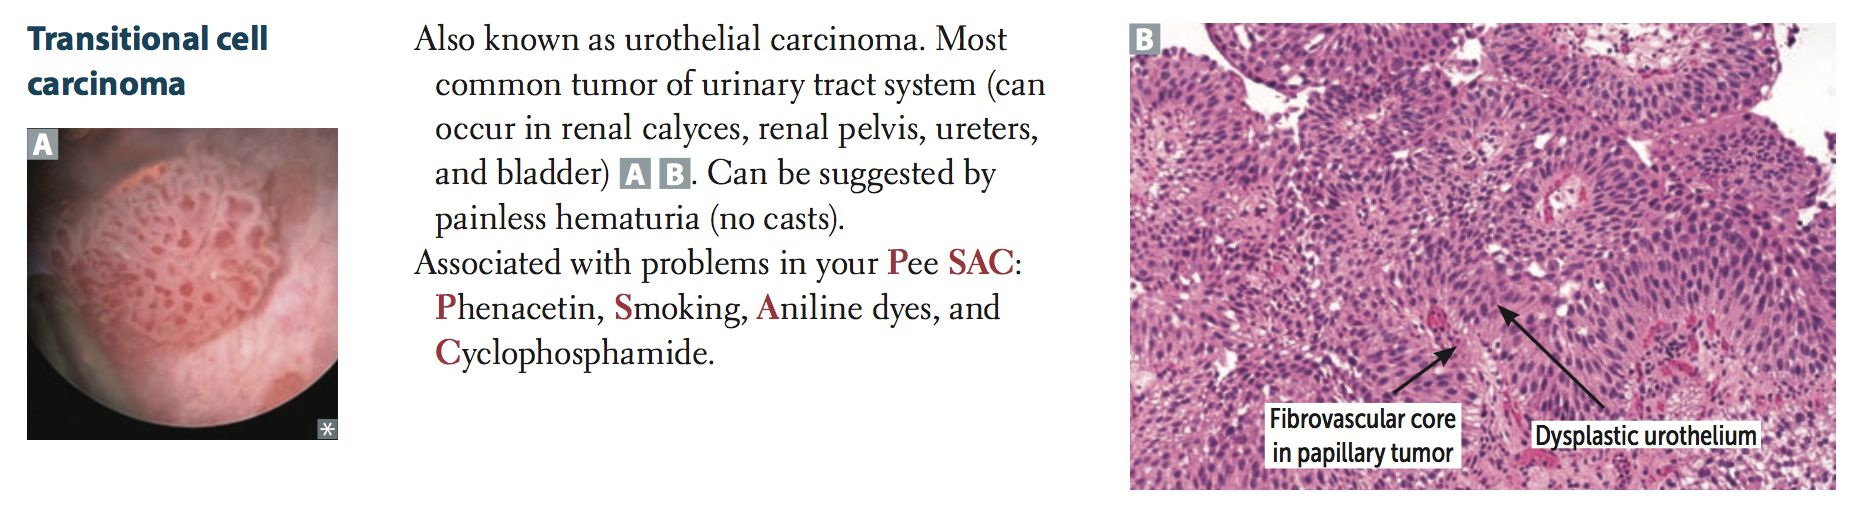 Transitional cell
carcinoma
A
*
Also known as urothelial carcinoma. Most
common tumor of urinary tract system (can
occur in renal calyces, renal pelvis, ureters,
and bladder) A B. Can be suggested by
painless hematuria (no casts).
Associated with problems in your Pee SAC:
Phenacetin, Smoking, Aniline dyes, and
Cyclophosphamide.
B
Fibrovascular core
in papillary tumor
Dysplastic urothelium